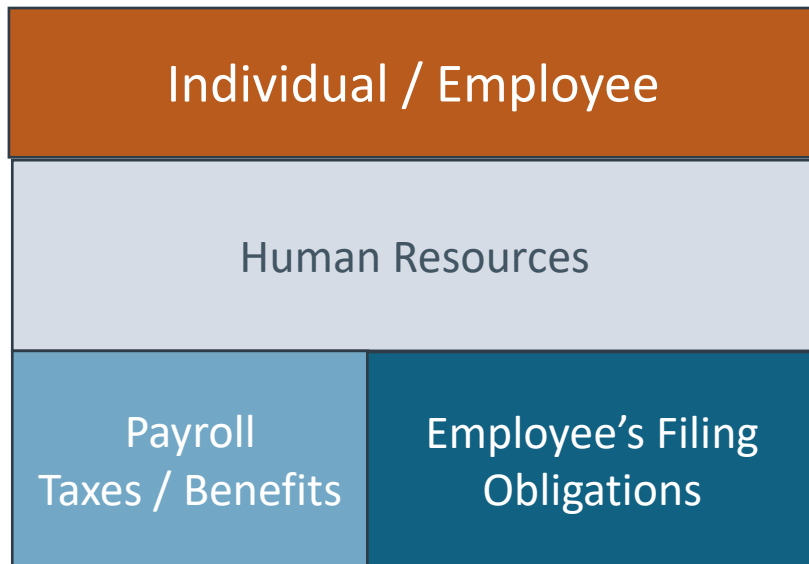 Individual / Employee
Human Resources
Payroll
Taxes / Benefits
Employee’s Filing
Obligations